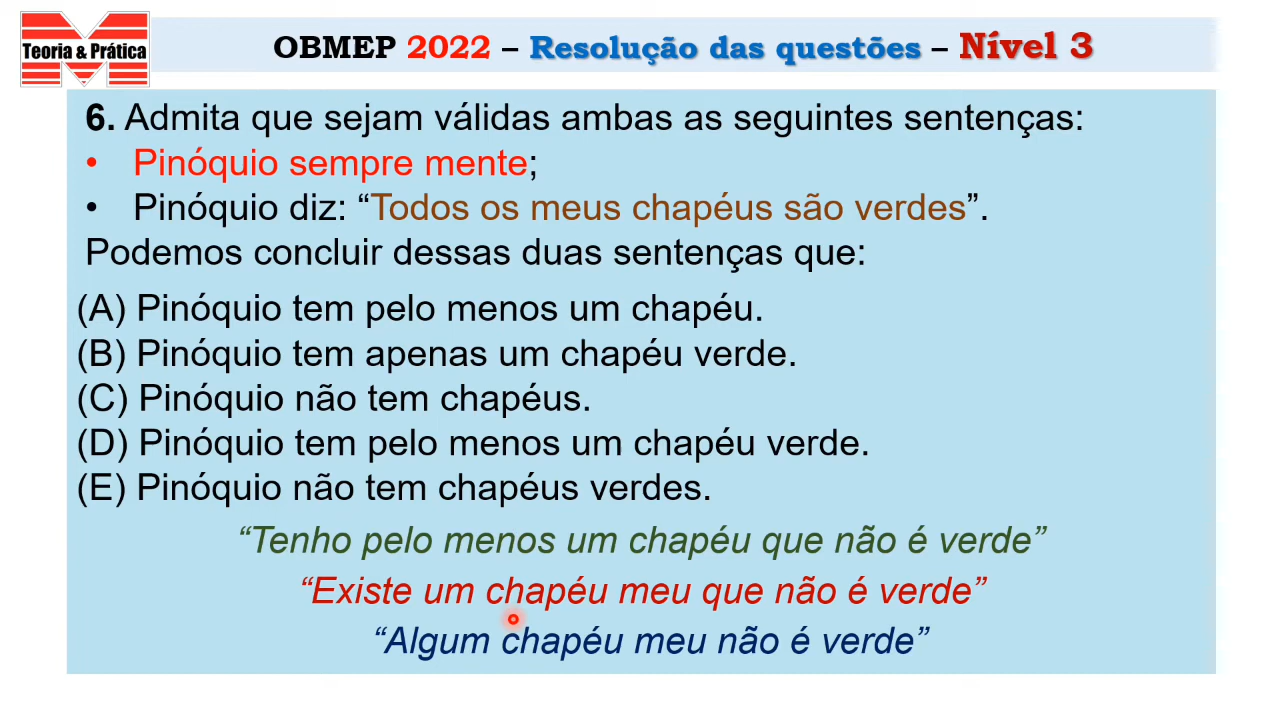 Teoria & Prática
OBMEP 2022 – Resolução das questões – Nível 3
6. Admita que sejam válidas ambas as seguintes sentenças:
• Pinóquio sempre mente;
• Pinóquio diz: “Todos os meus chapéus são verdes”.
Podemos concluir dessas duas sentenças que:
(A) Pinóquio tem pelo menos um chapéu.
(B) Pinóquio tem apenas um chapéu verde.
(C) Pinóquio não tem chapéus.
(D) Pinóquio tem pelo menos um chapéu verde.
(E) Pinóquio não tem chapéus verdes.
“Tenho pelo menos um chapéu que não é verde”
“Existe um chapéu meu que não é verde”
“Algum chapéu meu não é verde”